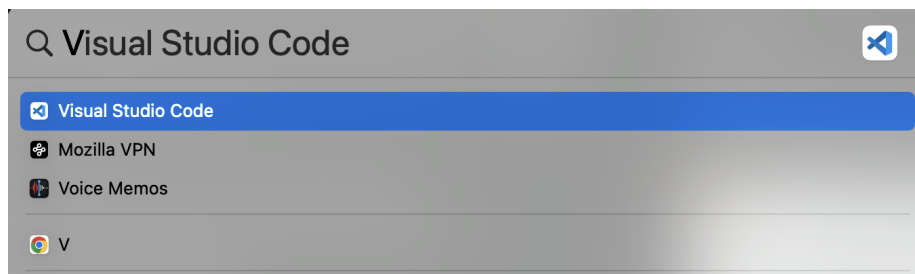 Visual Studio Code
Visual Studio Code
Mozilla VPN
Voice Memos
V